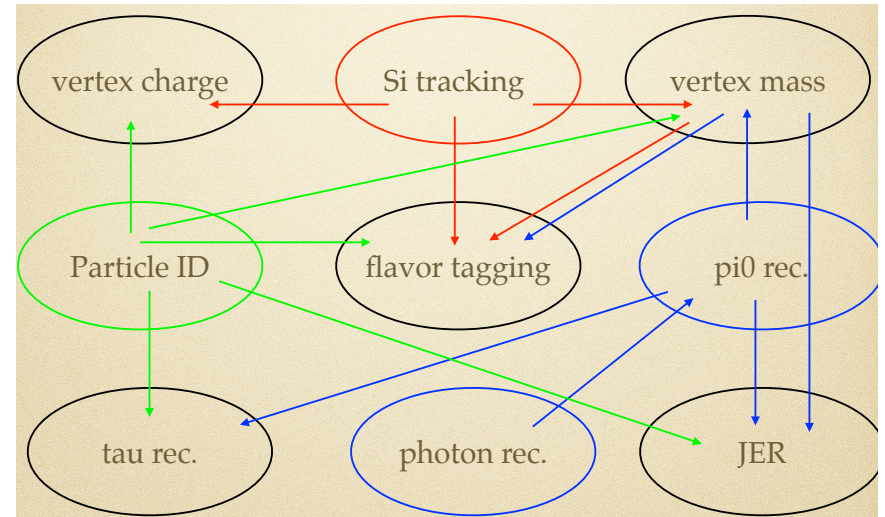 vertex charge
Si tracking
vertex mass
Particle ID
flavor tagging
pi0 rec.
tau rec.
photon rec.
JER